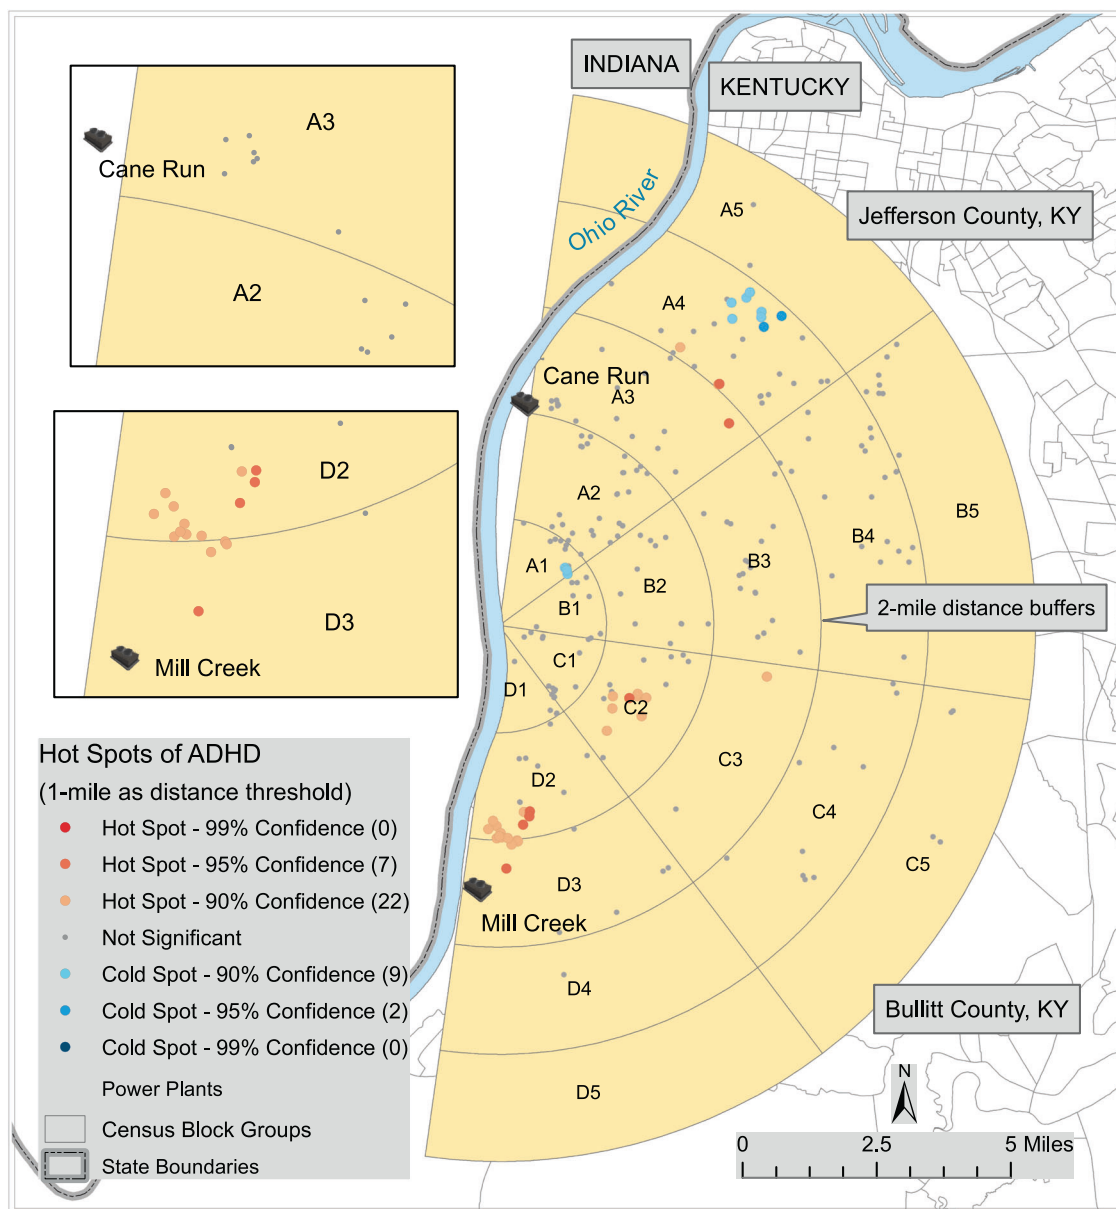 INDIANA
KENTUCKY
Ohio River
Jefferson County, KY
A3
Cane Run
A2
D2
D3
Mill Creek
A5
A4
Cane Run
A3
A2
A1
B1
B2
B3
B4
B5
2-mile distance buffers
C1
D1
C2
C3
C4
C5
D2
D3
Mill Creek
D4
D5
Bullitt County, KY
Hot Spots of ADHD
(1-mile as distance threshold)
Hot Spot - 99% Confidence (0)
Hot Spot - 95% Confidence (7)
Hot Spot - 90% Confidence (22)
Not Significant
Cold Spot - 90% Confidence (9)
Cold Spot - 95% Confidence (2)
Cold Spot - 99% Confidence (0)
Power Plants
Census Block Groups
State Boundaries
N
0 2.5 5 Miles